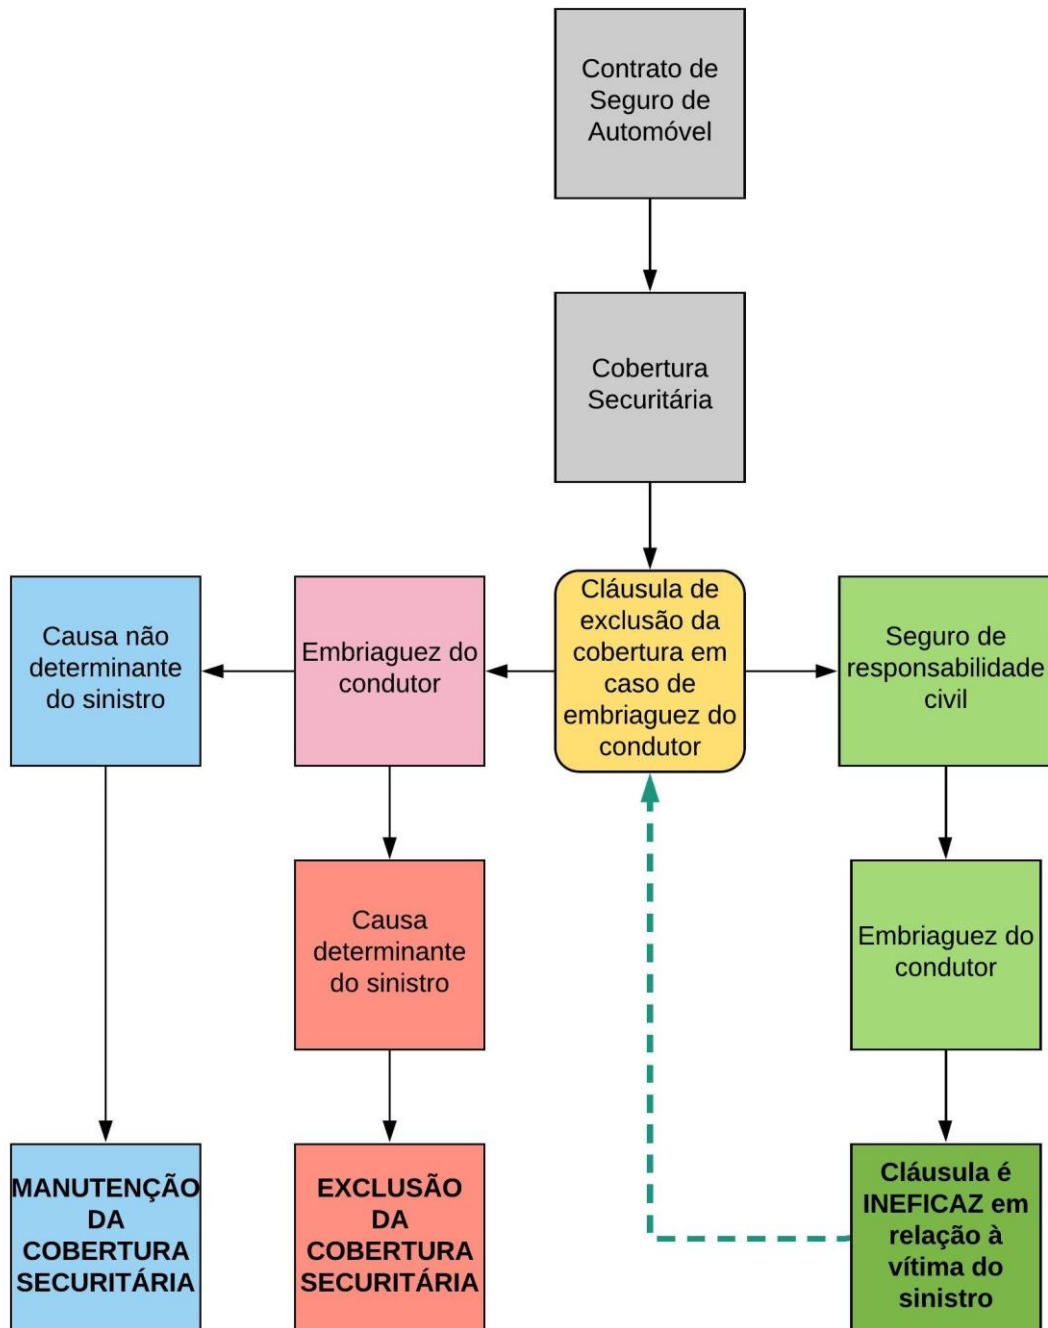 Contrato de
Seguro de
Automóvel
Cobertura
Securitária
Causa não
determinante
do sinistro
Embriaguez do
condutor
Cláusula de
exclusão da
cobertura em
caso de
embriaguez do
condutor
Seguro de
responsabilidade
civil
Causa
determinante
do sinistro
Embriaguez do
condutor
MANUTENÇÃO
DA
COBERTURA
SECURITÁRIA
EXCLUSÃO
DA
COBERTURA
SECURITÁRIA
Cláusula é
INEFICAZ em
relação à
vítima do
sinistro